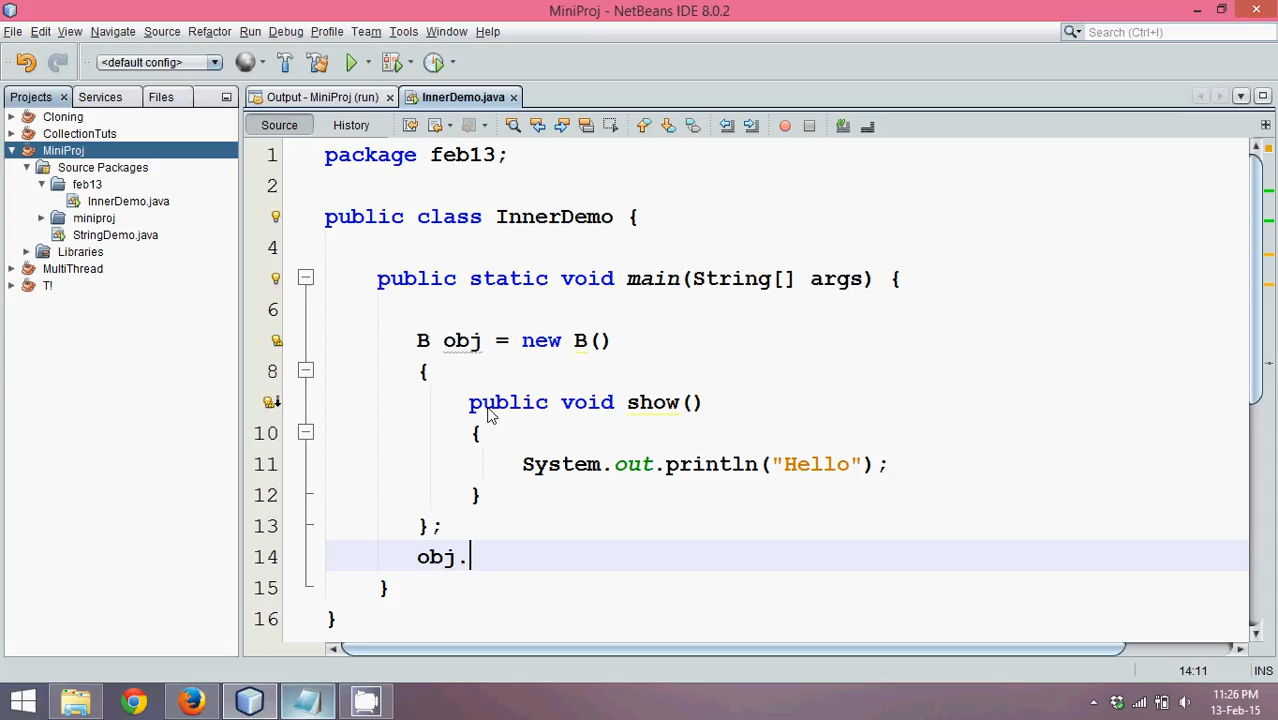 MiniProj - NetBeans IDE 8.0.2
File Edit View Navigate Source Refactor Run Debug Profile Team Tools Window Help
Search (Ctrl+I)
<default config>
Projects Services Files
Output - MiniProj (run) InnerDemo.java
Source History
Cloning
CollectionTuts
MiniProj
Source Packages
feb13
InnerDemo.java
miniproj
StringDemo.java
Libraries
MultiThread
T!
1 package feb13;
2
public class InnerDemo {
4
public static void main(String[] args) {
6
B obj = new B()
8 {
public void show()
10 {
11 System.out.println("Hello");
12 }
13 };
14 obj.
15 }
16 }
14:11 INS
11:26 PM
13-Feb-15